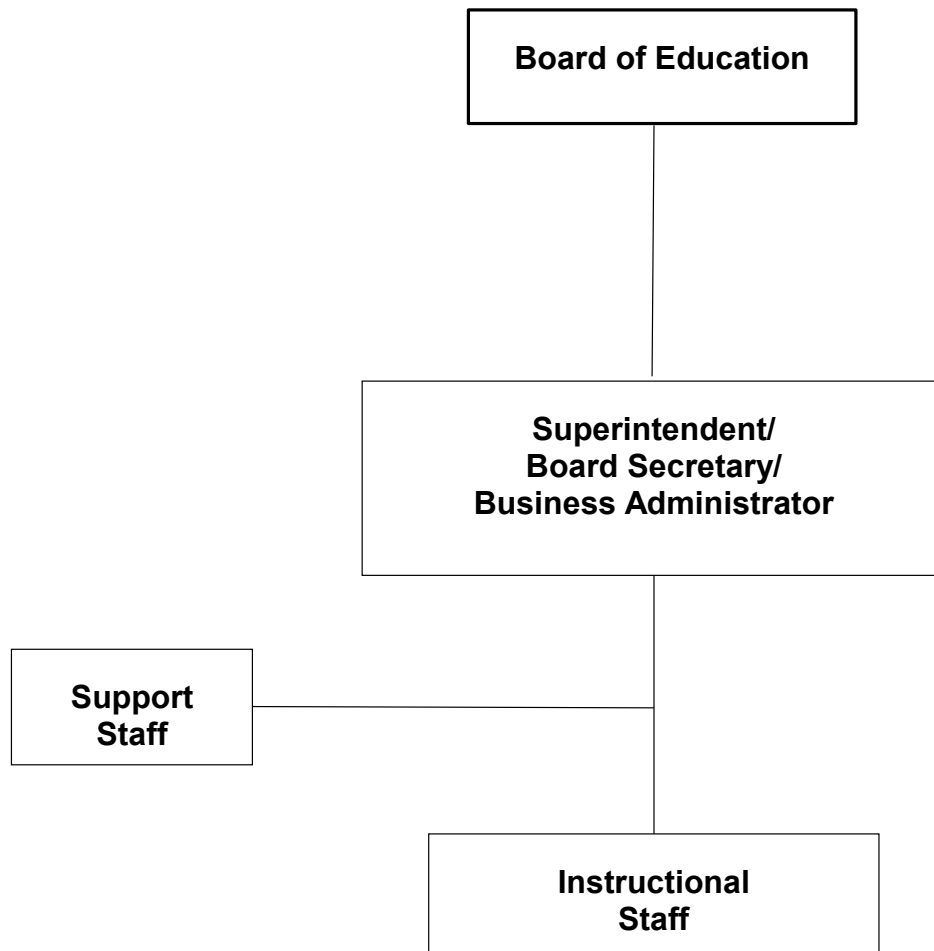 Board of Education
Superintendent/
Board Secretary/
Business Administrator
Support
Staff
Instructional
Staff